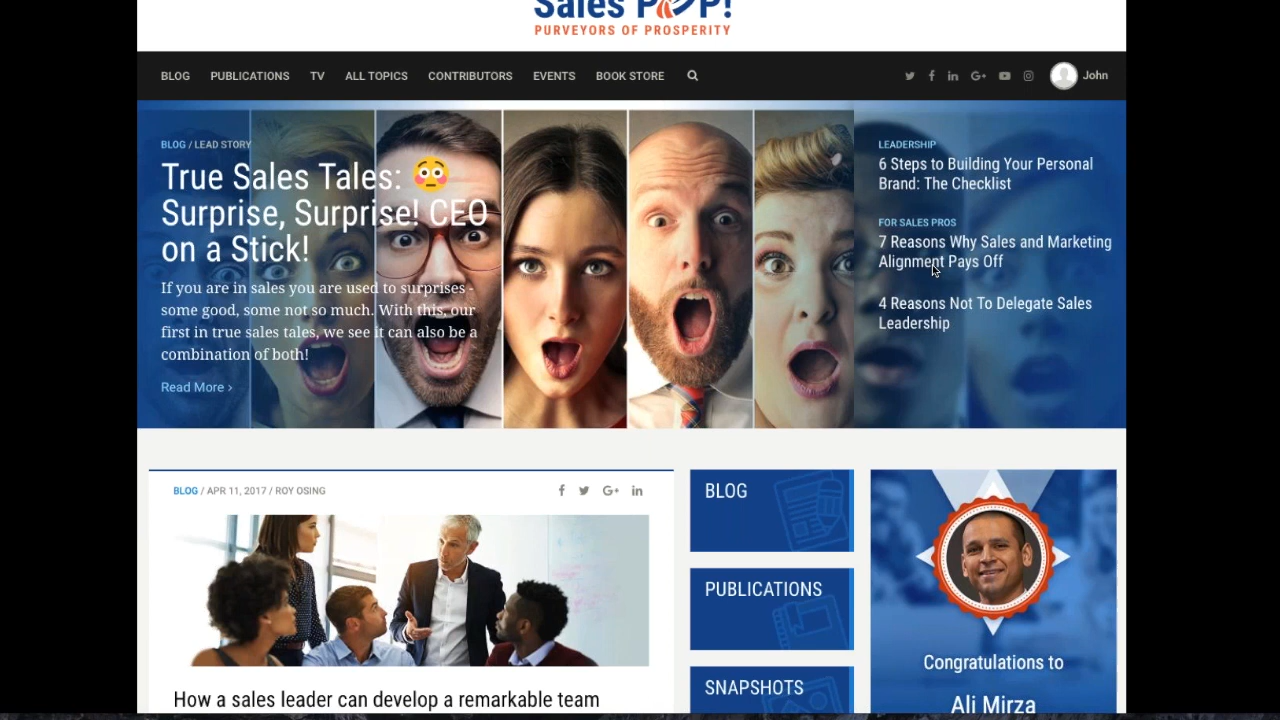 Sales POP!
PURVEYORS OF PROSPERITY
BLOG PUBLICATIONS TV ALL TOPICS CONTRIBUTORS EVENTS BOOK STORE John
BLOG / LEAD STORY
True Sales Tales: 😳
Surprise, Surprise! CEO
on a Stick!
If you are in sales you are used to surprises -
some good, some not so much. With this, our
first in true sales tales, we see it can also be a
combination of both!
Read More ›
LEADERSHIP
6 Steps to Building Your Personal
Brand: The Checklist
FOR SALES PROS
7 Reasons Why Sales and Marketing
Alignment Pays Off
4 Reasons Not To Delegate Sales
Leadership
BLOG / APR 11, 2017 / ROY OSING
How a sales leader can develop a remarkable team
BLOG
PUBLICATIONS
SNAPSHOTS
Congratulations to
Ali Mirza